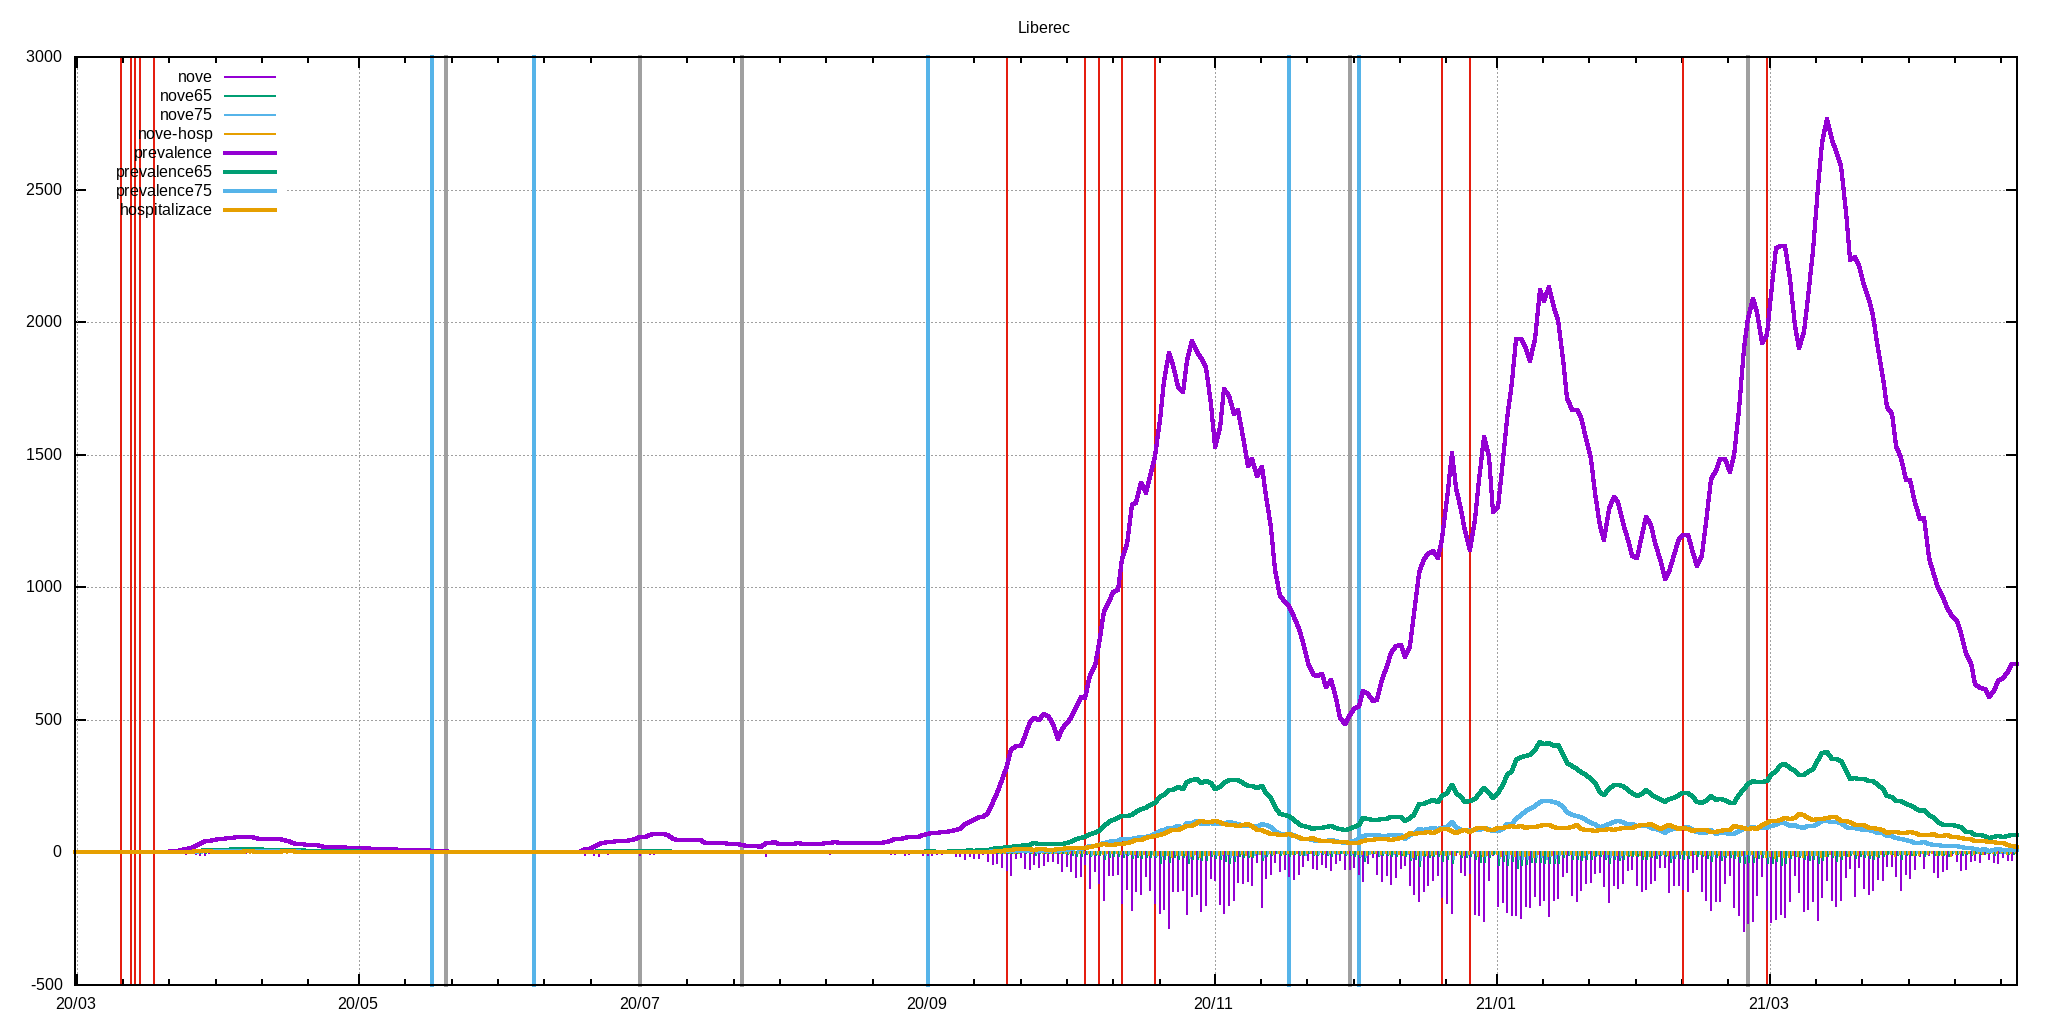 Liberec
3000
nove
nove65
nove75
nove-hosp
prevalence
prevalence65
prevalence75
hospitalizace
2500
2000
1500
1000
500
0
-500
20/03 20/05 20/07 20/09 20/11 21/01 21/03